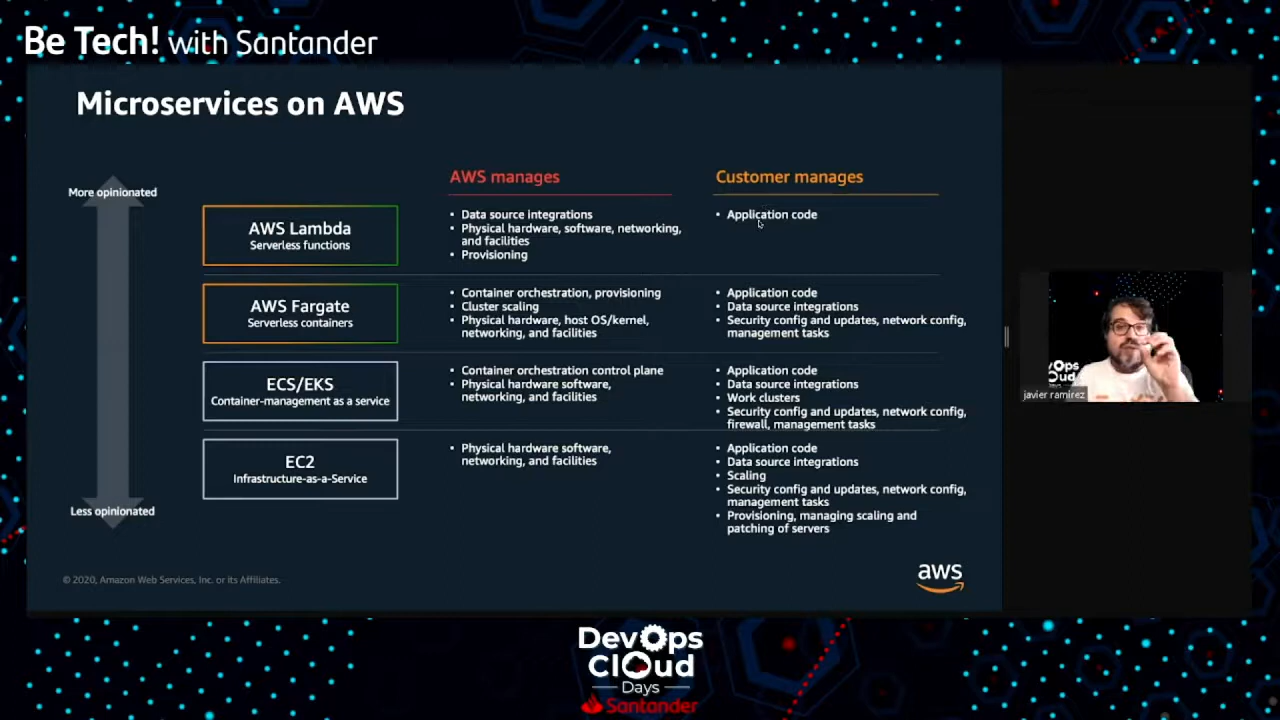 Be Tech! with Santander
Microservices on AWS
AWS manages
Customer manages
More opinionated
AWS Lambda
Serverless functions
• Data source integrations
• Physical hardware, software, networking,
and facilities
• Provisioning
• Application code
AWS Fargate
Serverless containers
• Container orchestration, provisioning
• Cluster scaling
• Physical hardware, host OS/kernel,
networking, and facilities
• Application code
• Data source integrations
• Security config and updates, network config,
management tasks
ECS/EKS
Container-management as a service
• Container orchestration control plane
• Physical hardware software,
networking, and facilities
• Application code
• Data source integrations
• Work clusters
• Security config and updates, network config,
firewall, management tasks
EC2
Infrastructure-as-a-Service
• Physical hardware software,
networking, and facilities
• Application code
• Data source integrations
• Scaling
• Security config and updates, network config,
management tasks
• Provisioning, managing scaling and
patching of servers
Less opinionated
© 2020, Amazon Web Services, Inc. or its Affiliates.
aws
javier ramirez
DevOps
Cloud
Days
Santander